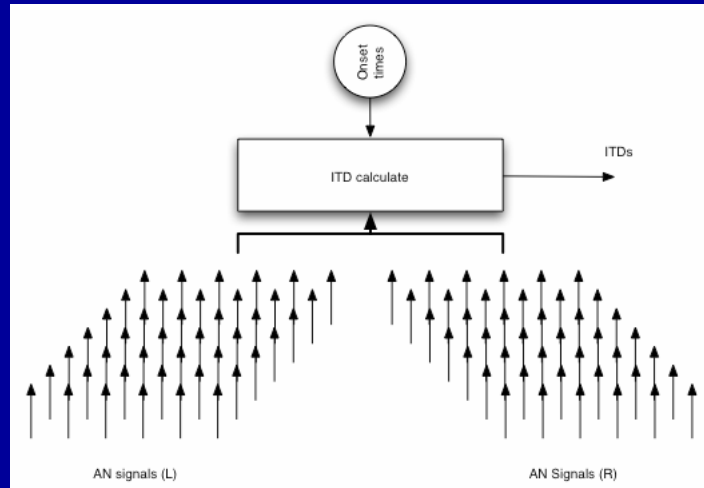 Onset
times
ITD calculate
ITDs
AN signals (L)
AN Signals (R)